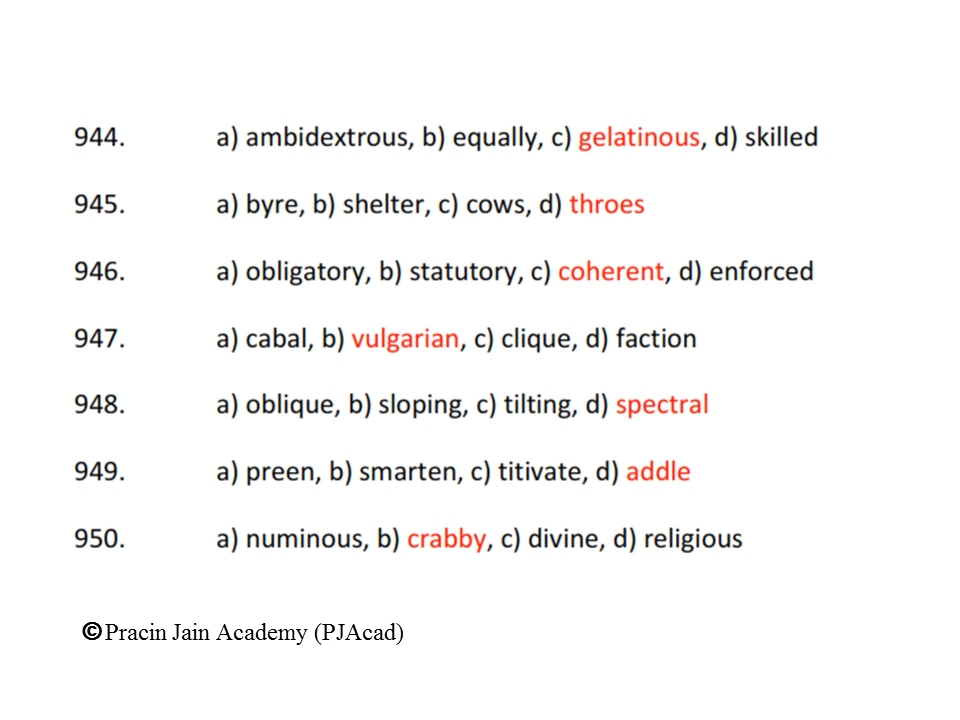 944. a) ambidextrous, b) equally, c) gelatinous, d) skilled
945. a) byre, b) shelter, c) cows, d) throes
946. a) obligatory, b) statutory, c) coherent, d) enforced
947. a) cabal, b) vulgarian, c) clique, d) faction
948. a) oblique, b) sloping, c) tilting, d) spectral
949. a) preen, b) smarten, c) titivate, d) addle
950. a) numinous, b) crabby, c) divine, d) religious
©Pracin Jain Academy (PJAcad)